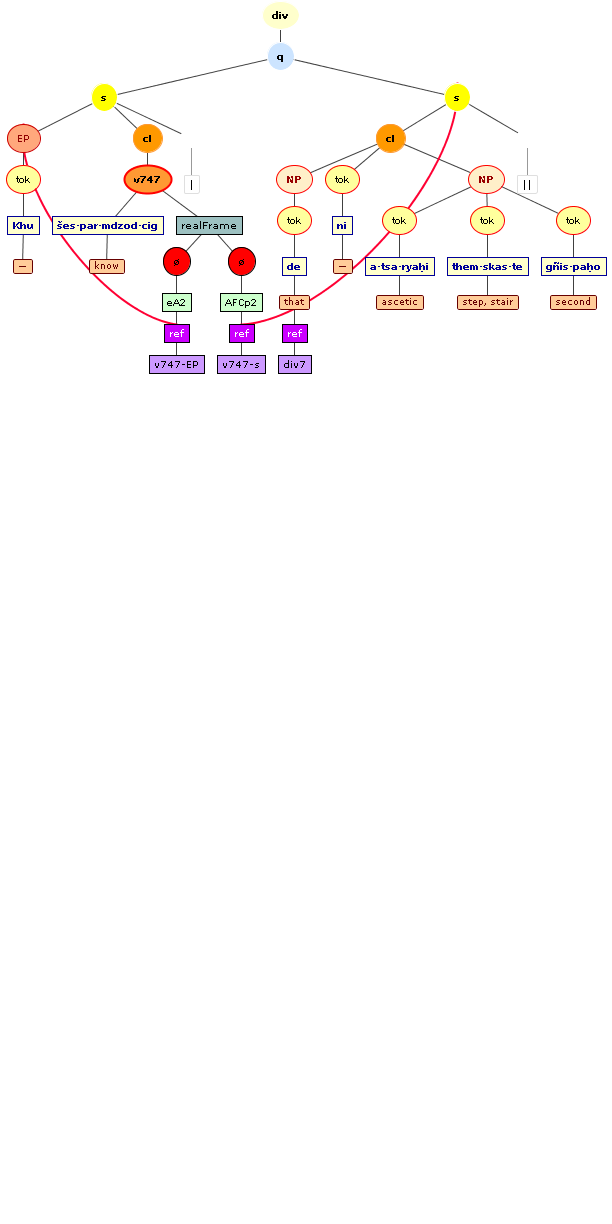 div
q
s s
EP cl cl
tok v747 | NP tok NP ||
Khu šes-par-mdzod-cig realFrame tok ni tok tok tok
— know ø ø de — a-tsa-ryaḥi them-skas-te gñis-paḥo
eA2 AFCp2 that ascetic step, stair second
ref ref ref
v747-EP v747-s div7